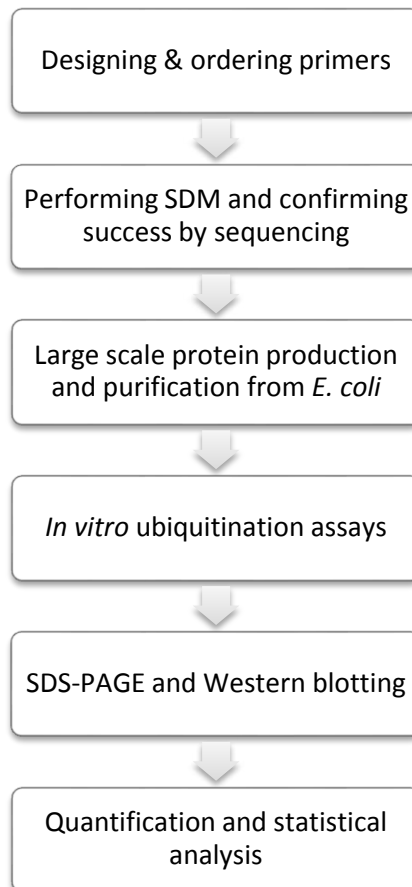 Designing & ordering primers
Performing SDM and confirming
success by sequencing
Large scale protein production
and purification from E. coli
In vitro ubiquitination assays
SDS-PAGE and Western blotting
Quantification and statistical
analysis